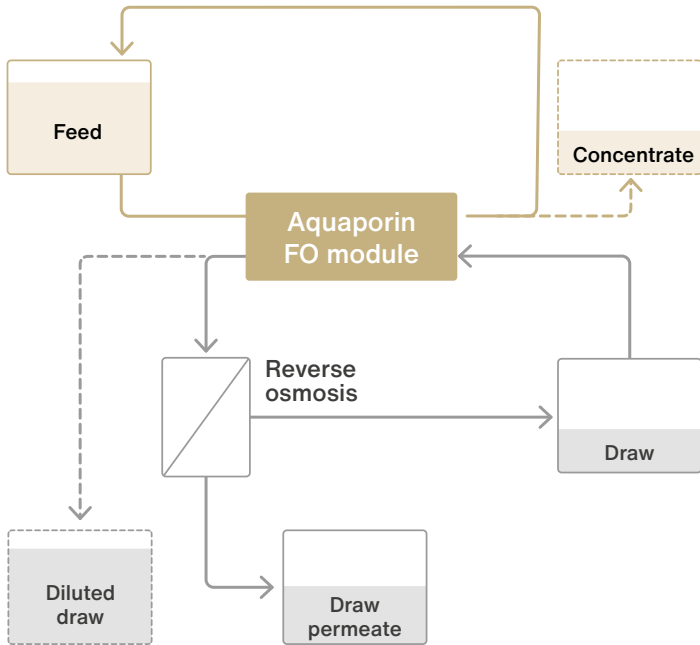 Feed
Concentrate
Aquaporin
FO module
Reverse
osmosis
Draw
Diluted
draw
Draw
permeate